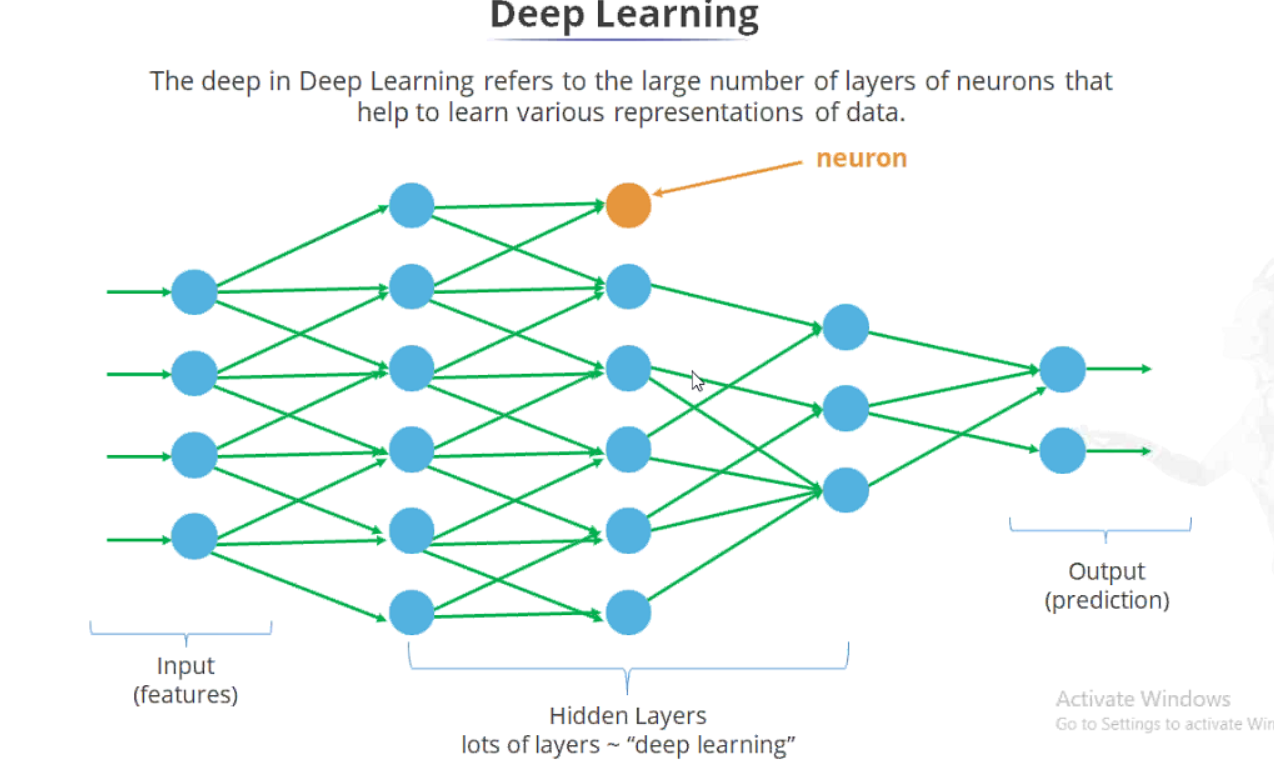 Deep Learning
The deep in Deep Learning refers to the large number of layers of neurons that
help to learn various representations of data.
neuron
Output
(prediction)
Input
(features)
Hidden Layers
lots of layers ~ “deep learning”
Activate Windows
Go to Settings to activate